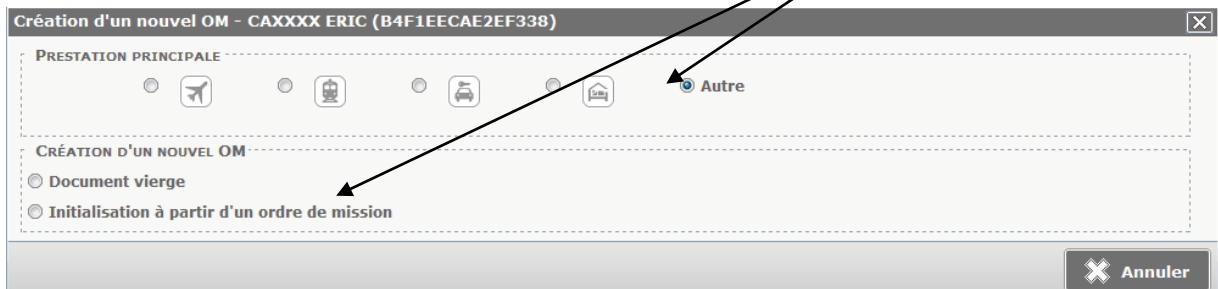 Création d'un nouvel OM - CAXXXX ERIC (B4F1EECAE2EF338)
PRESTATION PRINCIPALE
Autre
CRÉATION D'UN NOUVEL OM
Document vierge
Initialisation à partir d'un ordre de mission
Annuler